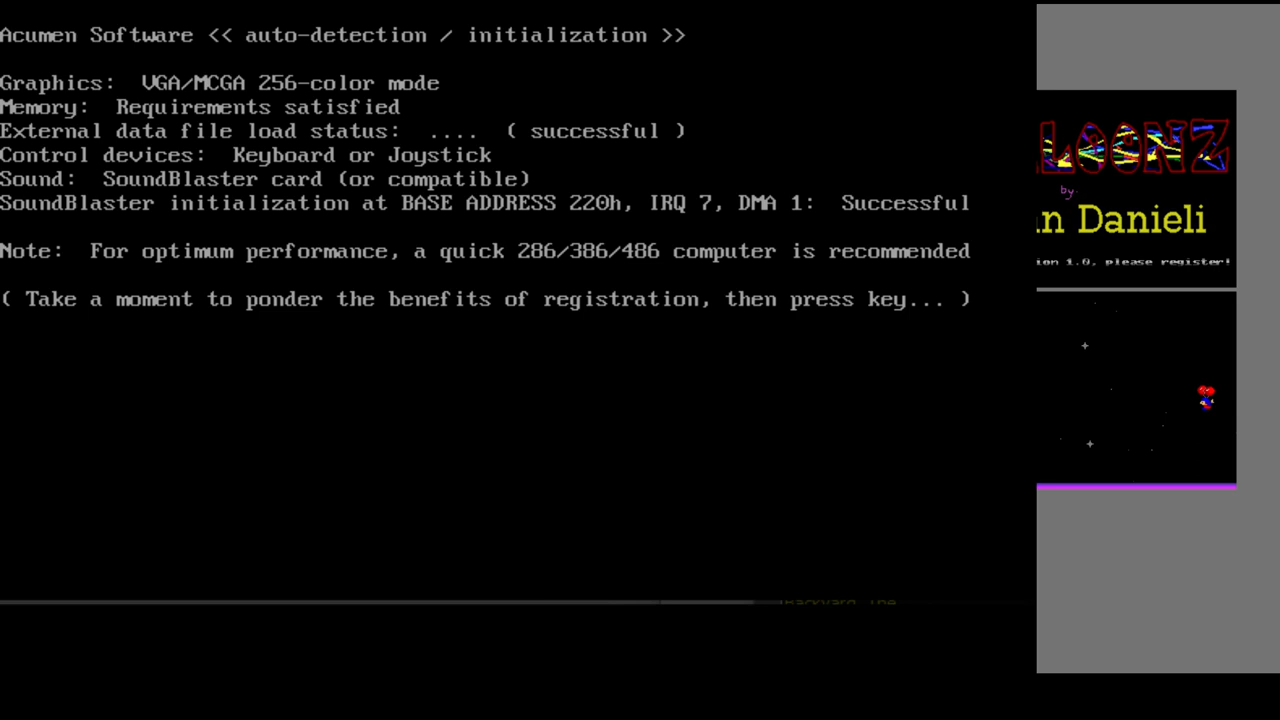 Acumen Software << auto-detection / initialization >>
Graphics: VGA/MCGA 256-color mode
Memory: Requirements satisfied
External data file load status: .... ( successful )
Control devices: Keyboard or Joystick
Sound: SoundBlaster card (or compatible)
SoundBlaster initialization at BASE ADDRESS 220h, IRQ 7, DMA 1: Successful
Note: For optimum performance, a quick 286/386/486 computer is recommended
( Take a moment to ponder the benefits of registration, then press key... )
LOONZ
by
an Danieli
ion 1.0, please register!
Backyard The